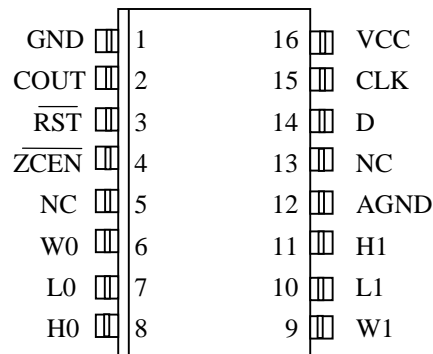 GND 1 16 VCC
COUT 2 15 CLK
RST 3 14 D
ZCEN 4 13 NC
NC 5 12 AGND
W0 6 11 H1
L0 7 10 L1
H0 8 9 W1